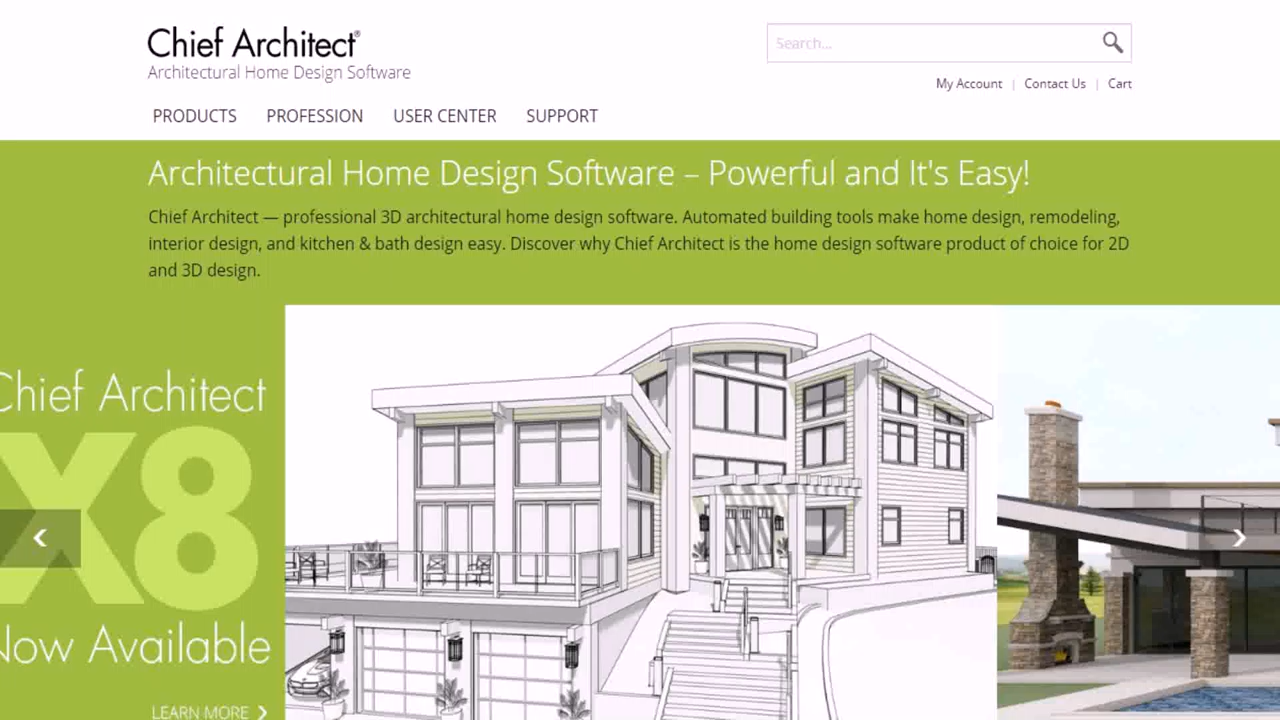 Chief Architect®
Architectural Home Design Software
Search...
My Account | Contact Us | Cart
PRODUCTS PROFESSION USER CENTER SUPPORT
Architectural Home Design Software – Powerful and It's Easy!
Chief Architect — professional 3D architectural home design software. Automated building tools make home design, remodeling,
interior design, and kitchen & bath design easy. Discover why Chief Architect is the home design software product of choice for 2D
and 3D design.
Chief Architect
X8
Now Available
LEARN MORE